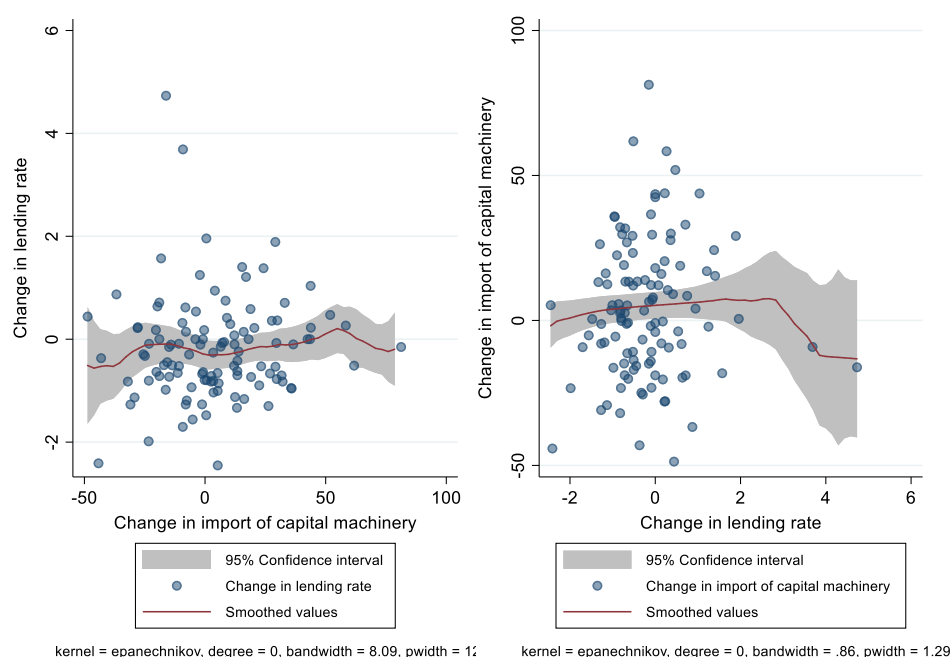 Change in lending rate
6
4
2
0
-2
-50 0 50 100
Change in import of capital machinery
95% Confidence interval
Change in lending rate
Smoothed values
kernel = epanechnikov, degree = 0, bandwidth = 8.09, pwidth = 12
Change in import of capital machinery
100
50
0
-50
-2 0 2 4 6
Change in lending rate
95% Confidence interval
Change in import of capital machinery
Smoothed values
kernel = epanechnikov, degree = 0, bandwidth = .86, pwidth = 1.29